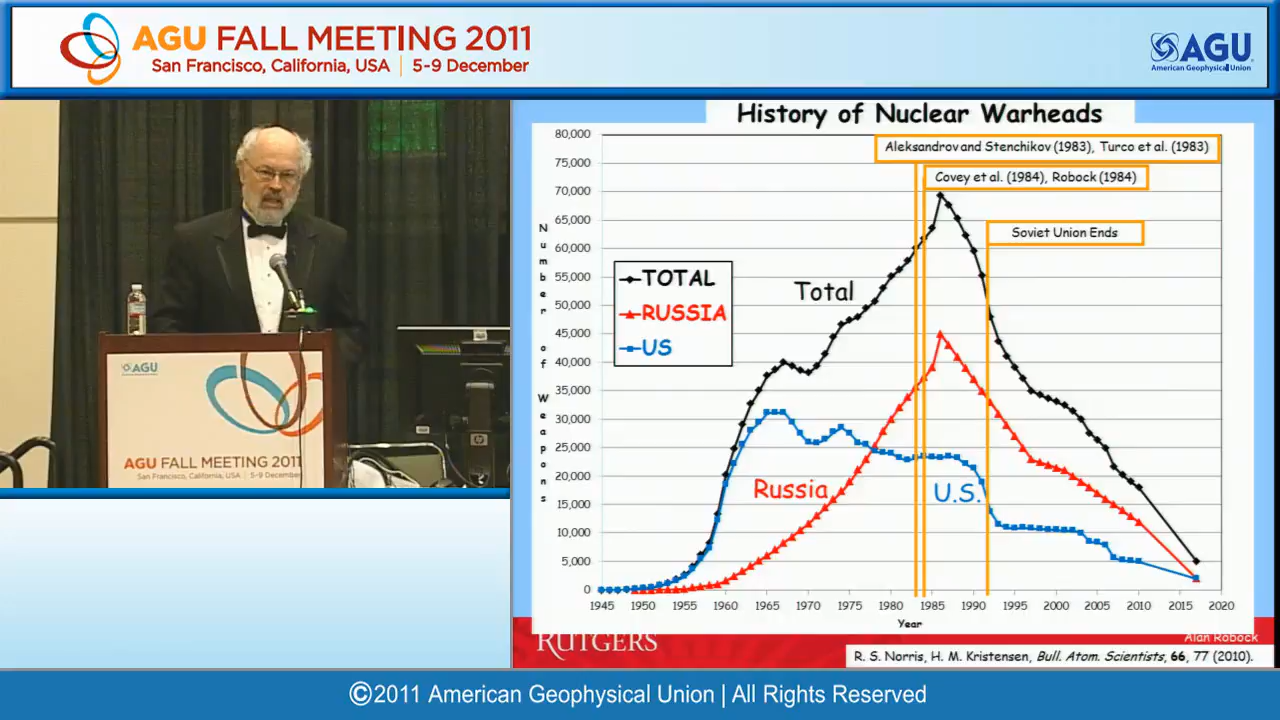 AGU FALL MEETING 2011
San Francisco, California, USA | 5-9 December
AGU
American Geophysical Union
AGU
AGU FALL MEETING 2011
San Francisco, California, USA | 5-9 December
hp
History of Nuclear Warheads
80,000
75,000
70,000
65,000
60,000
55,000
50,000
45,000
40,000
35,000
30,000
25,000
20,000
15,000
10,000
5,000
0
Number of Weapons
Aleksandrov and Stenchikov (1983), Turco et al. (1983)
Covey et al. (1984), Robock (1984)
Soviet Union Ends
TOTAL
RUSSIA
US
Total
Russia
U.S.
1945 1950 1955 1960 1965 1970 1975 1980 1985 1990 1995 2000 2005 2010 2015 2020
Year
RUTGERS
Alan Robock
R. S. Norris, H. M. Kristensen, Bull. Atom. Scientists, 66, 77 (2010).
©2011 American Geophysical Union | All Rights Reserved